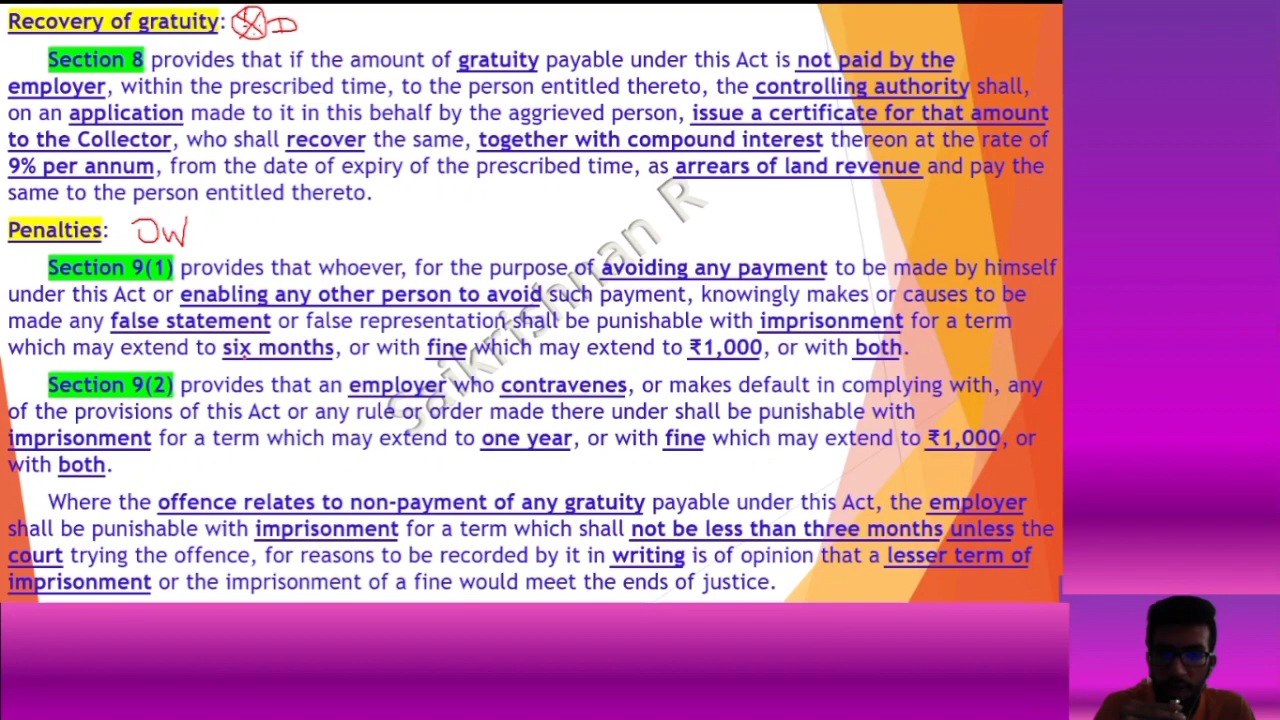 Recovery of gratuity: D
Section 8 provides that if the amount of gratuity payable under this Act is not paid by the
employer, within the prescribed time, to the person entitled thereto, the controlling authority shall,
on an application made to it in this behalf by the aggrieved person, issue a certificate for that amount
to the Collector, who shall recover the same, together with compound interest thereon at the rate of
9% per annum, from the date of expiry of the prescribed time, as arrears of land revenue and pay the
same to the person entitled thereto.
Penalties: OW
Section 9(1) provides that whoever, for the purpose of avoiding any payment to be made by himself
under this Act or enabling any other person to avoid such payment, knowingly makes or causes to be
made any false statement or false representation shall be punishable with imprisonment for a term
which may extend to six months, or with fine which may extend to ₹1,000, or with both.
Section 9(2) provides that an employer who contravenes, or makes default in complying with, any
of the provisions of this Act or any rule or order made there under shall be punishable with
imprisonment for a term which may extend to one year, or with fine which may extend to ₹1,000, or
with both.
Where the offence relates to non-payment of any gratuity payable under this Act, the employer
shall be punishable with imprisonment for a term which shall not be less than three months unless the
court trying the offence, for reasons to be recorded by it in writing is of opinion that a lesser term of
imprisonment or the imprisonment of a fine would meet the ends of justice.
Saikrishnan R